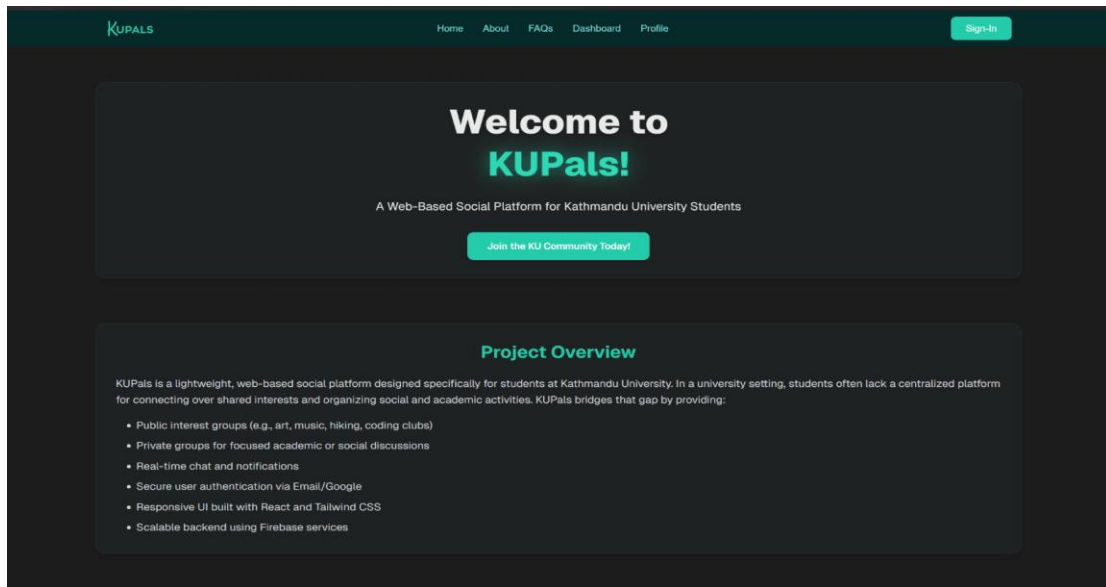 KUPALS
Home About FAQs Dashboard Profile
Sign-In
Welcome to
KUPals!
A Web-Based Social Platform for Kathmandu University Students
Join the KU Community Today!
Project Overview
KUPals is a lightweight, web-based social platform designed specifically for students at Kathmandu University. In a university setting, students often lack a centralized platform
for connecting over shared interests and organizing social and academic activities. KUPals bridges that gap by providing:
• Public interest groups (e.g., art, music, hiking, coding clubs)
• Private groups for focused academic or social discussions
• Real-time chat and notifications
• Secure user authentication via Email/Google
• Responsive UI built with React and Tailwind CSS
• Scalable backend using Firebase services